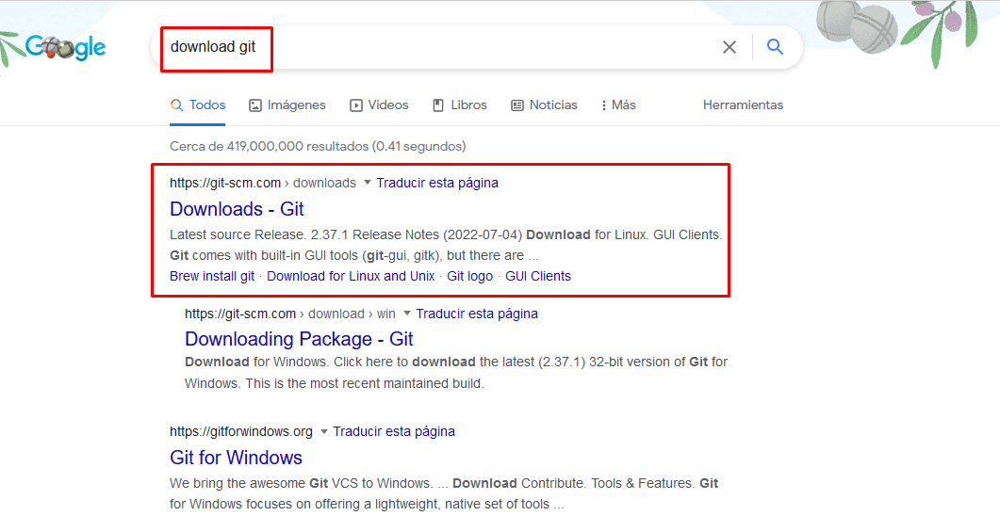 Google
download git
Todos Imágenes Videos Libros Noticias Más Herramientas
Cerca de 419,000,000 resultados (0.41 segundos)
https://git-scm.com › downloads Traducir esta página
Downloads - Git
Latest source Release. 2.37.1 Release Notes (2022-07-04) Download for Linux. GUI Clients.
Git comes with built-in GUI tools (git-gui, gitk), but there are ...
Brew install git · Download for Linux and Unix · Git logo · GUI Clients
https://git-scm.com › download › win Traducir esta página
Downloading Package - Git
Download for Windows. Click here to download the latest (2.37.1) 32-bit version of Git for
Windows. This is the most recent maintained build.
https://gitforwindows.org Traducir esta página
Git for Windows
We bring the awesome Git VCS to Windows. ... Download Contribute. Tools & Features. Git
for Windows focuses on offering a lightweight, native set of tools ...